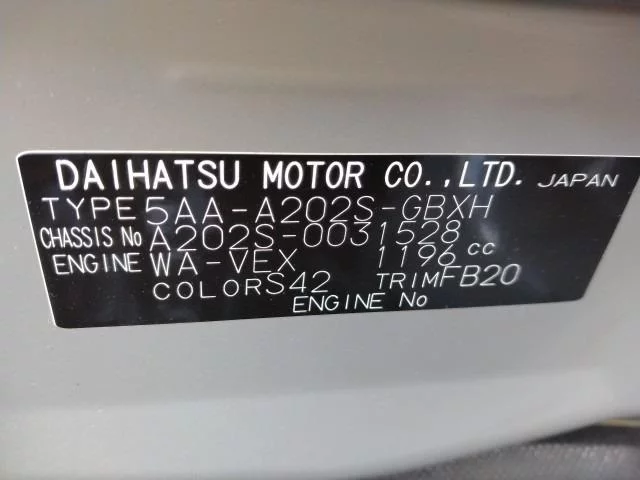 DAIHATSU MOTOR CO.,LTD. JAPAN
TYPE 5AA-A202S-GBXH
CHASSIS No A202S-0031528
ENGINE WA-VEX 1196 cc
COLOR S42 TRIM FB20
ENGINE No